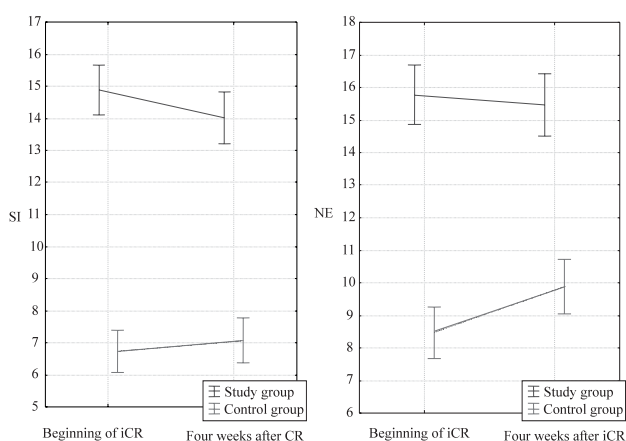 17
16
15
14
13
12
11
10
9
8
7
6
5
SI
Study group
Control group
Beginning of iCR
Four weeks after CR
18
17
16
15
14
13
12
11
10
9
8
7
6
NE
Study group
Control group
Beginning of iCR
Four weeks after iCR